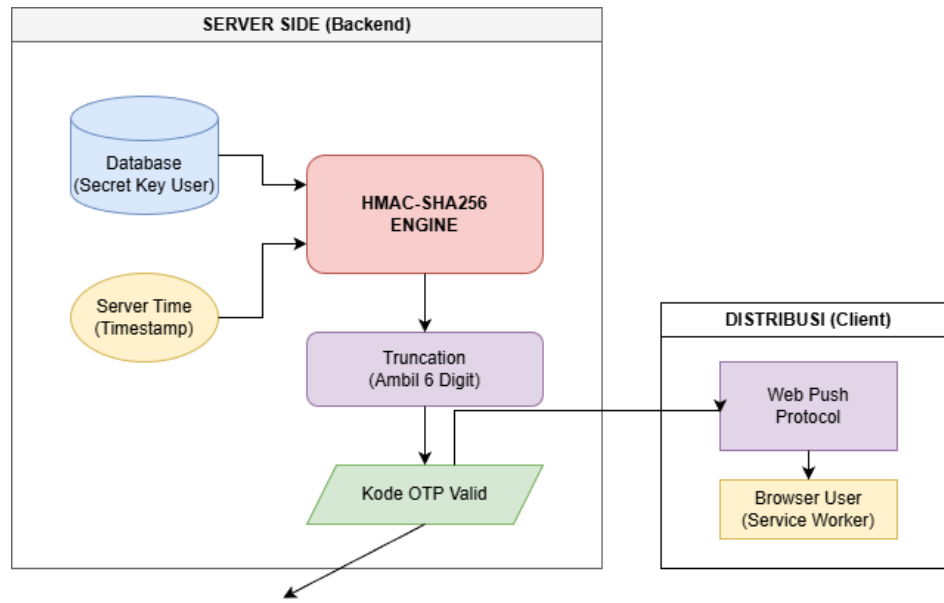 SERVER SIDE (Backend)
Database
(Secret Key User)
HMAC-SHA256
ENGINE
Server Time
(Timestamp)
Truncation
(Ambil 6 Digit)
Kode OTP Valid
DISTRIBUSI (Client)
Web Push
Protocol
Browser User
(Service Worker)